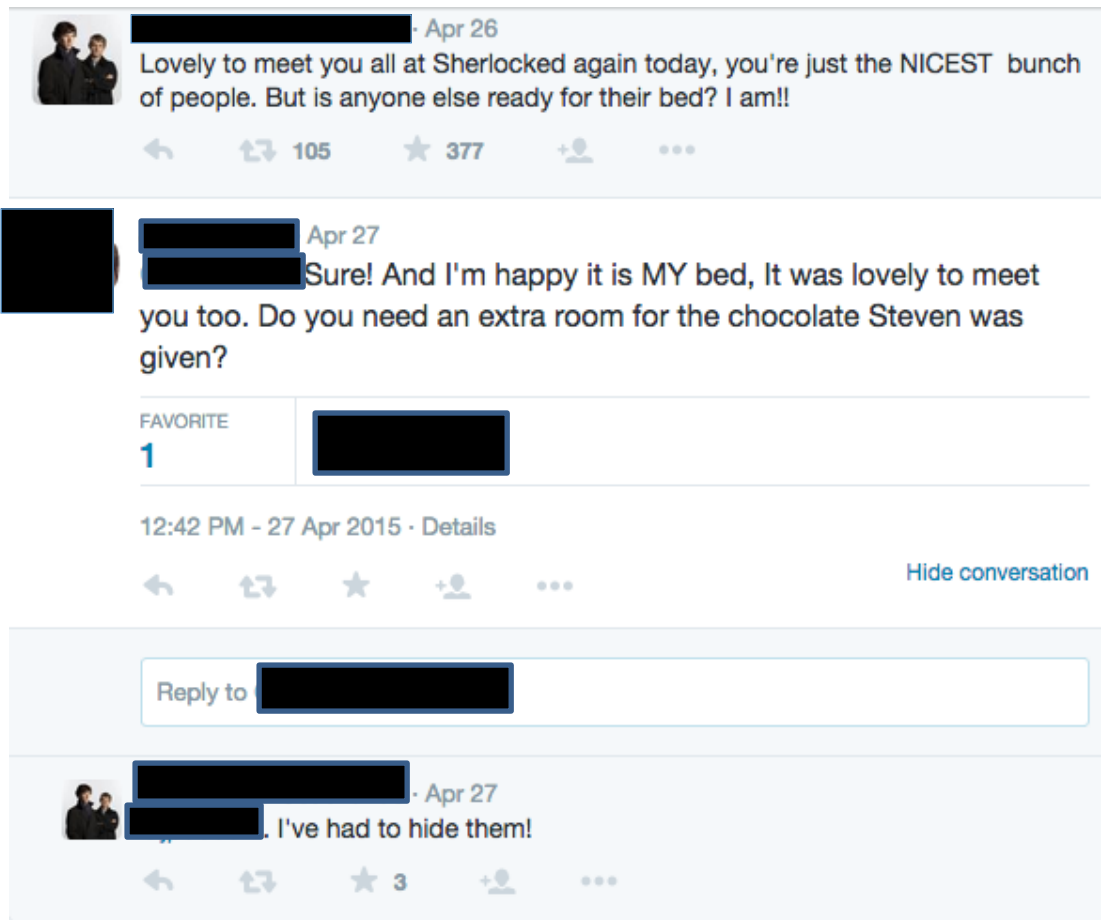 · Apr 26
Lovely to meet you all at Sherlocked again today, you're just the NICEST bunch
of people. But is anyone else ready for their bed? I am!!
105 377
Apr 27
Sure! And I'm happy it is MY bed, It was lovely to meet
you too. Do you need an extra room for the chocolate Steven was
given?
FAVORITE
1
12:42 PM - 27 Apr 2015 · Details
Hide conversation
Reply to
· Apr 27
. I've had to hide them!
3